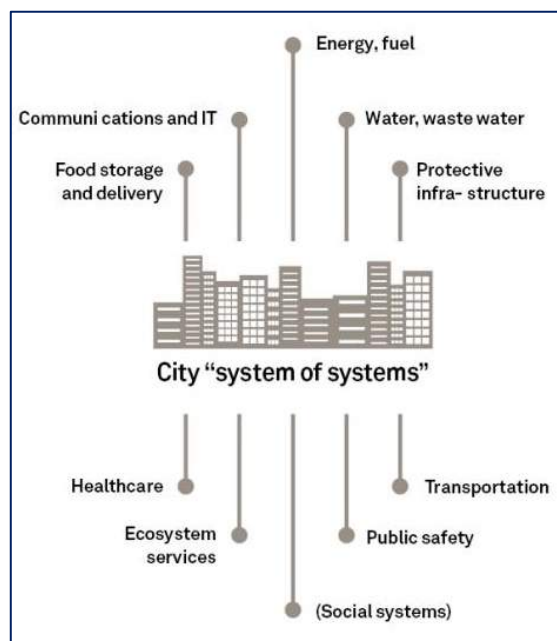 Energy, fuel
Communi cations and IT
Water, waste water
Food storage
and delivery
Protective
infra- structure
City “system of systems”
Healthcare
Transportation
Ecosystem
services
Public safety
(Social systems)